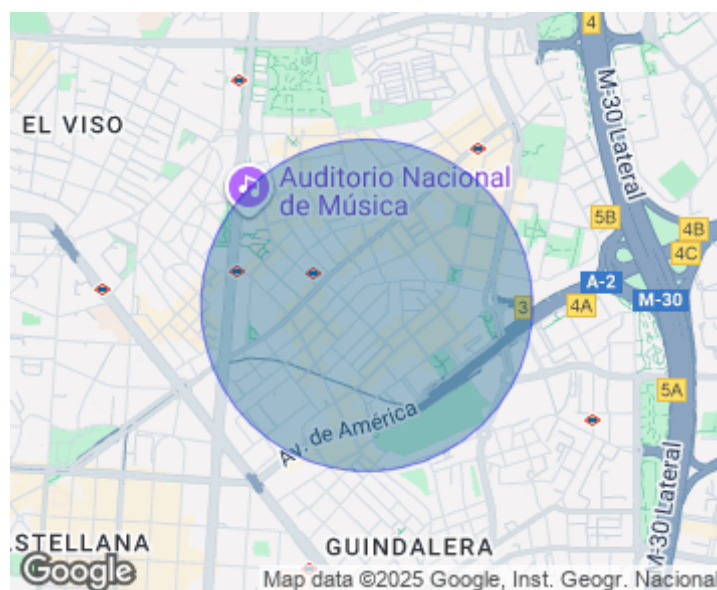 4
EL VISO
M-30 Lateral
Auditorio Nacional
de Música
5B
4B
4C
A-2
M-30
3
4A
5A
Av. de América
M-30 Lateral
ASTELLANA
GUINDALERA
Google
Map data ©2025 Google, Inst. Geogr. Nacional